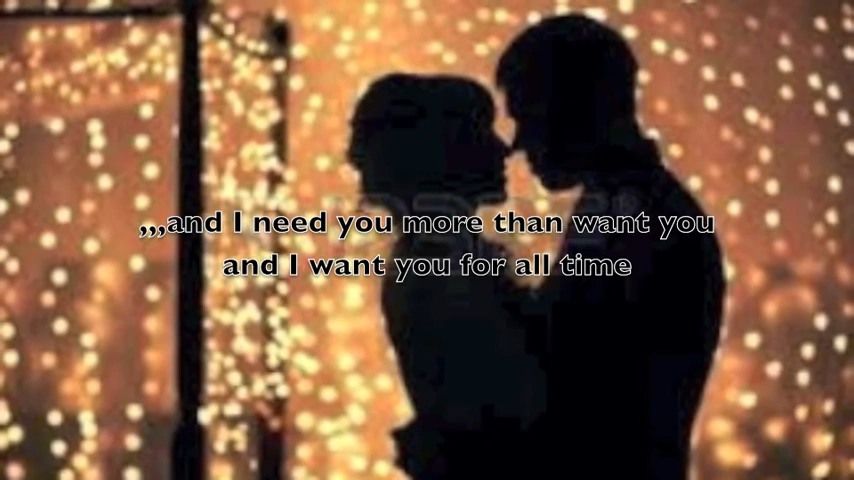 ,,,and I need you more than want you
and I want you for all time